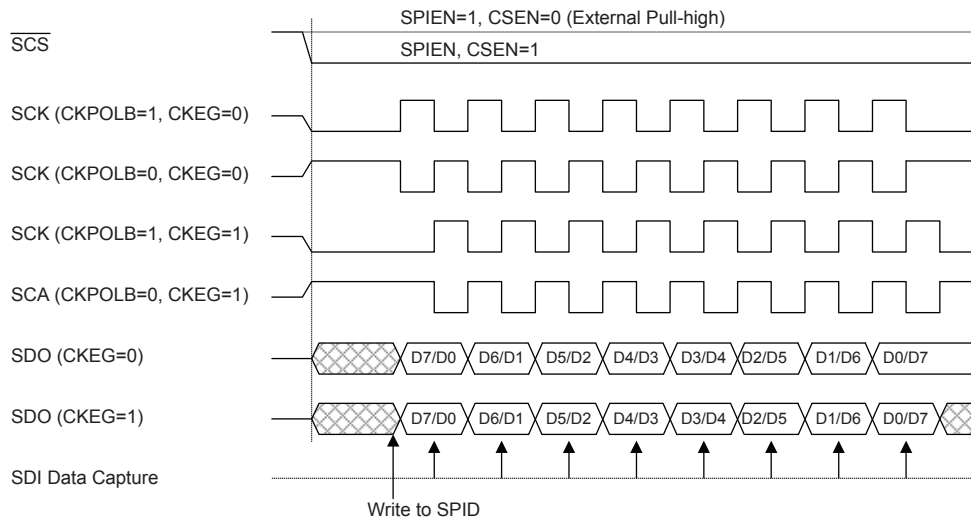 SPIEN=1, CSEN=0 (External Pull-high)
SCS
SPIEN, CSEN=1
SCK (CKPOLB=1, CKEG=0)
SCK (CKPOLB=0, CKEG=0)
SCK (CKPOLB=1, CKEG=1)
SCA (CKPOLB=0, CKEG=1)
SDO (CKEG=0) D7/D0 D6/D1 D5/D2 D4/D3 D3/D4 D2/D5 D1/D6 D0/D7
SDO (CKEG=1) D7/D0 D6/D1 D5/D2 D4/D3 D3/D4 D2/D5 D1/D6 D0/D7
SDI Data Capture
Write to SPID